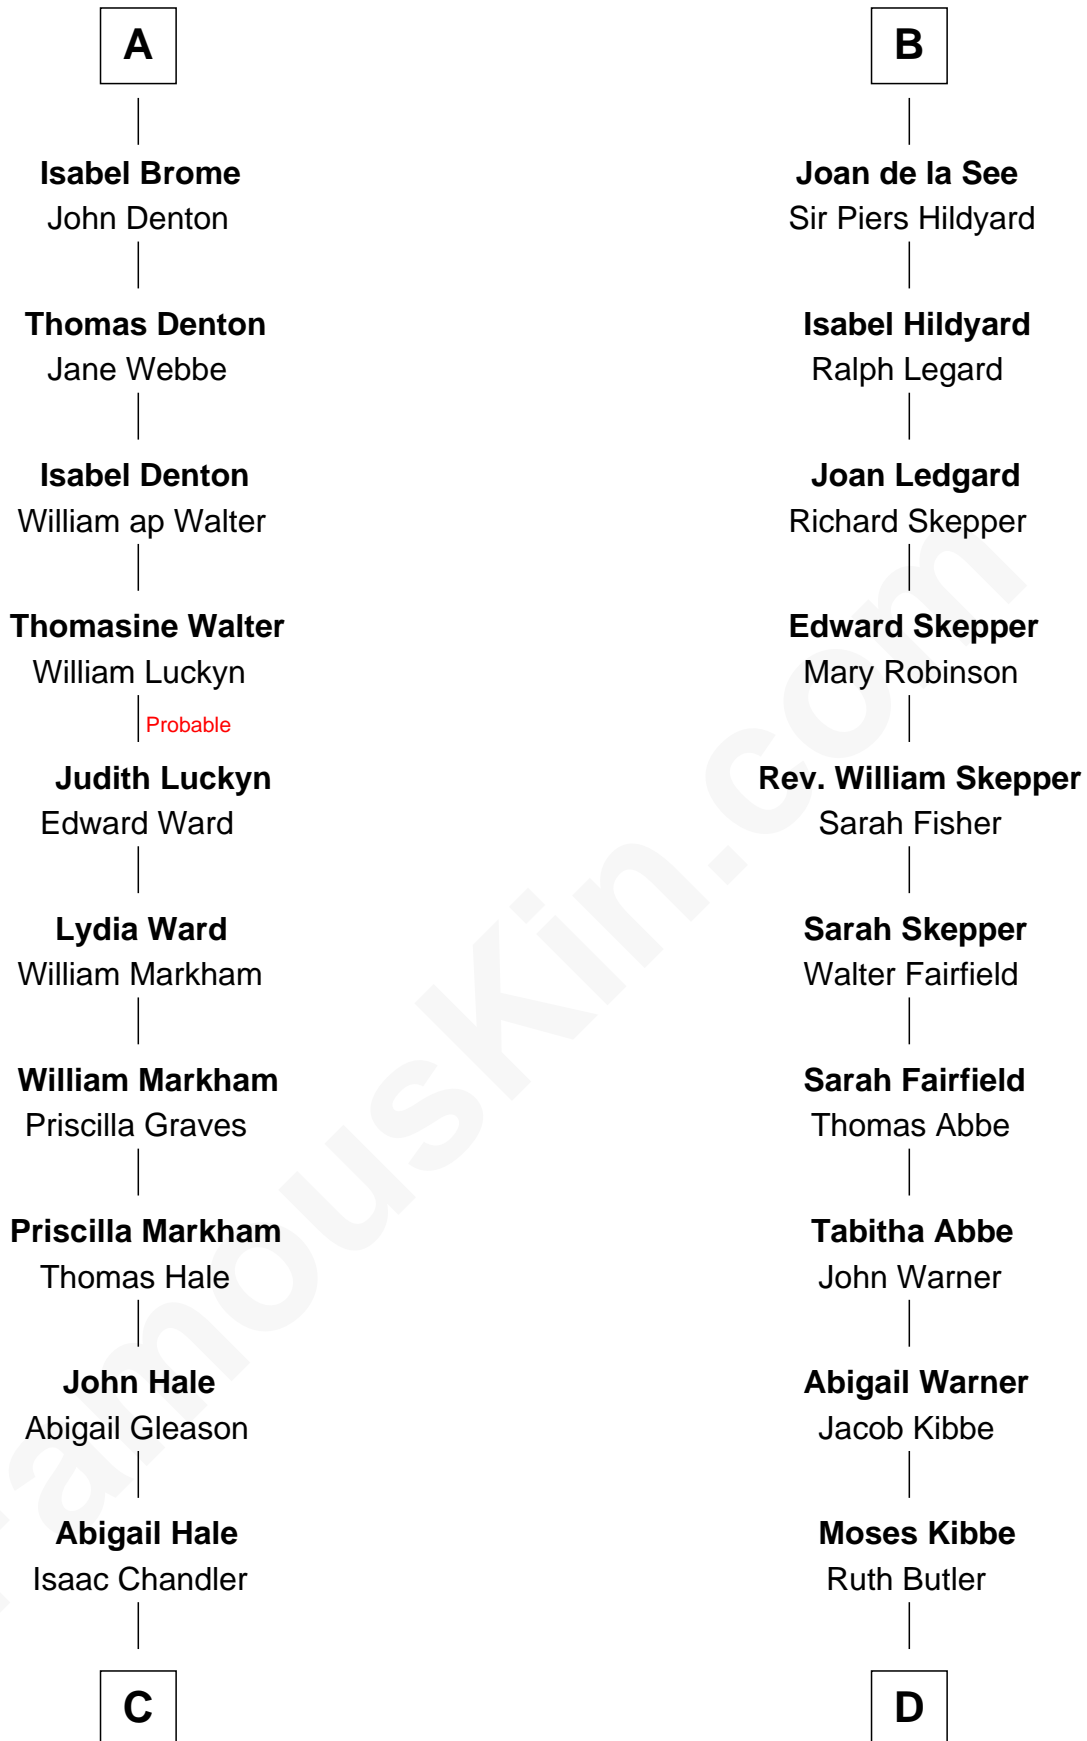 A
Isabel Brome
John Denton
Thomas Denton
Jane Webbe
Isabel Denton
William ap Walter
Thomasine Walter
William Luckyn
Probable
Judith Luckyn
Edward Ward
Lydia Ward
William Markham
William Markham
Priscilla Graves
Priscilla Markham
Thomas Hale
John Hale
Abigail Gleason
Abigail Hale
Isaac Chandler
C
B
Joan de la See
Sir Piers Hildyard
Isabel Hildyard
Ralph Legard
Joan Ledgard
Richard Skepper
Edward Skepper
Mary Robinson
Rev. William Skepper
Sarah Fisher
Sarah Skepper
Walter Fairfield
Sarah Fairfield
Thomas Abbe
Tabitha Abbe
John Warner
Abigail Warner
Jacob Kibbe
Moses Kibbe
Ruth Butler
D
FamousKin.com